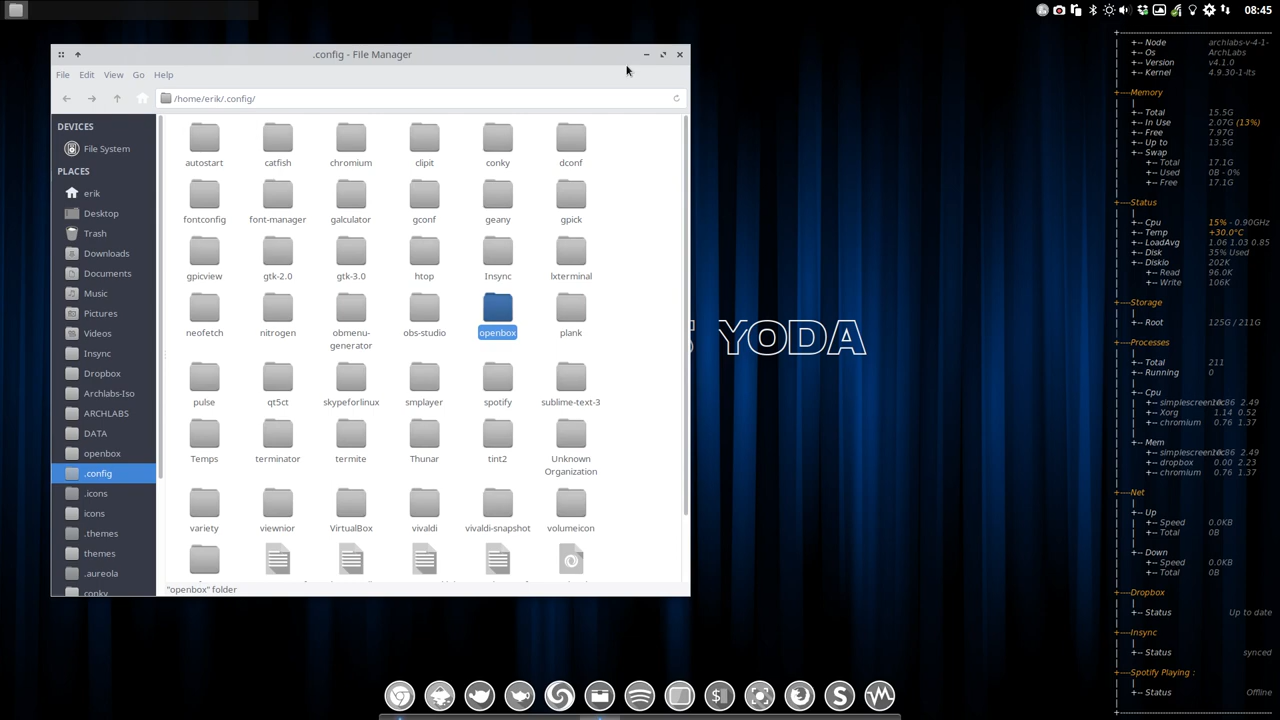 08:45
.config - File Manager
File Edit View Go Help
/home/erik/.config/
DEVICES
File System
PLACES
erik
Desktop
Trash
Downloads
Documents
Music
Pictures
Videos
Insync
Dropbox
Archlabs-Iso
ARCHLABS
DATA
openbox
.config
.icons
icons
.themes
themes
.aureola
conky
autostart catfish chromium clipit conky dconf
fontconfig font-manager galculator gconf geany gpick
gpicview gtk-2.0 gtk-3.0 htop Insync lxterminal
neofetch nitrogen obmenu-generator obs-studio openbox plank
pulse qt5ct skypeforlinux smplayer spotify sublime-text-3
Temps terminator termite Thunar tint2 Unknown Organization
variety viewnior VirtualBox vivaldi vivaldi-snapshot volumeicon
"openbox" folder
YODA
+-- Node archlabs-v-4-1-
+-- Os ArchLabs
+-- Version v4.1.0
+-- Kernel 4.9.30-1-lts
+----Memory
+-- Total 15.5G
+-- In Use 2.07G (13%)
+-- Free 7.97G
+-- Up to 13.5G
+-- Swap
+-- Total 17.1G
+-- Used 0B - 0%
+-- Free 17.1G
+----Status
+-- Cpu 15% - 0.90GHz
+-- Temp +30.0°C
+-- LoadAvg 1.06 1.03 0.85
+-- Disk 35% Used
+-- Diskio 202K
+-- Read 96.0K
+-- Write 106K
+----Storage
+-- Root 125G / 211G
+----Processes
+-- Total 211
+-- Running 0
+-- Cpu
+-- 2.49
+-- Xorg 1.14 0.52
+-- chromium 0.76 1.37
+-- Mem
+-- 2.49
+-- dropbox 0.00 2.23
+-- chromium 0.76 1.37
+----Net
+-- Up
+-- Speed 0.0KB
+-- Total 0B
+-- Down
+-- Speed 0.0KB
+-- Total 0B
+----Dropbox
+-- Status Up to date
+----Insync
+-- Status synced
+----Spotify Playing :
+-- Status Offline